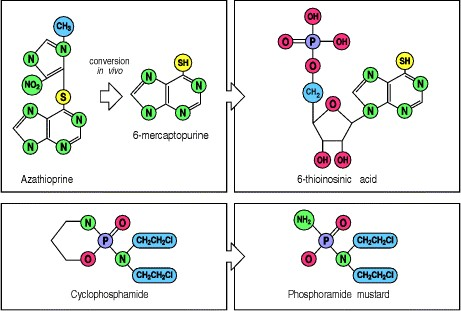 CH₃
N
N
NO₂
S
N
N
N
N
Azathioprine
conversion
in vivo
SH
N
N
N
N
6-mercaptopurine
OH
O
P
OH
O
CH₂
O
OH
OH
SH
N
N
N
N
6-thioinosinic acid
N
O
P
O
N
CH₂CH₂Cl
CH₂CH₂Cl
Cyclophosphamide
NH₂
O
P
O
N
CH₂CH₂Cl
CH₂CH₂Cl
Phosphoramide mustard